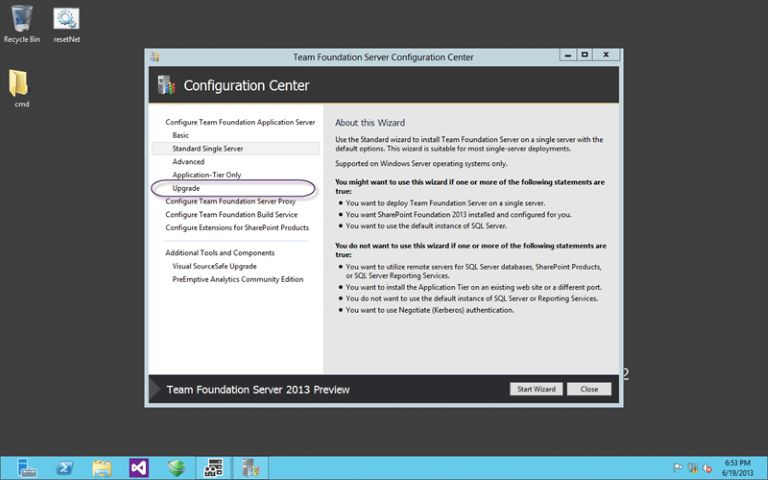 Recycle Bin
resetNet
cmd
Team Foundation Server Configuration Center
Configuration Center
Configure Team Foundation Application Server
Basic
Standard Single Server
Advanced
Application-Tier Only
Upgrade
Configure Team Foundation Server Proxy
Configure Team Foundation Build Service
Configure Extensions for SharePoint Products
Additional Tools and Components
Visual SourceSafe Upgrade
PreEmptive Analytics Community Edition
About this Wizard
Use the Standard wizard to install Team Foundation Server on a single server with the
default options. This wizard is suitable for most single-server deployments.
Supported on Windows Server operating systems only.
You might want to use this wizard if one or more of the following statements are
true:
● You want to deploy Team Foundation Server on a single server.
● You want SharePoint Foundation 2013 installed and configured for you.
● You want to use the default instance of SQL Server.
You do not want to use this wizard if one or more of the following statements are
true:
● You want to utilize remote servers for SQL Server databases, SharePoint Products,
or SQL Server Reporting Services.
● You want to install the Application Tier on an existing web site or a different port.
● You do not want to use the default instance of SQL Server or Reporting Services.
● You want to use Negotiate (Kerberos) authentication.
2
Team Foundation Server 2013 Preview
Start Wizard
Close
6:53 PM
6/19/2013